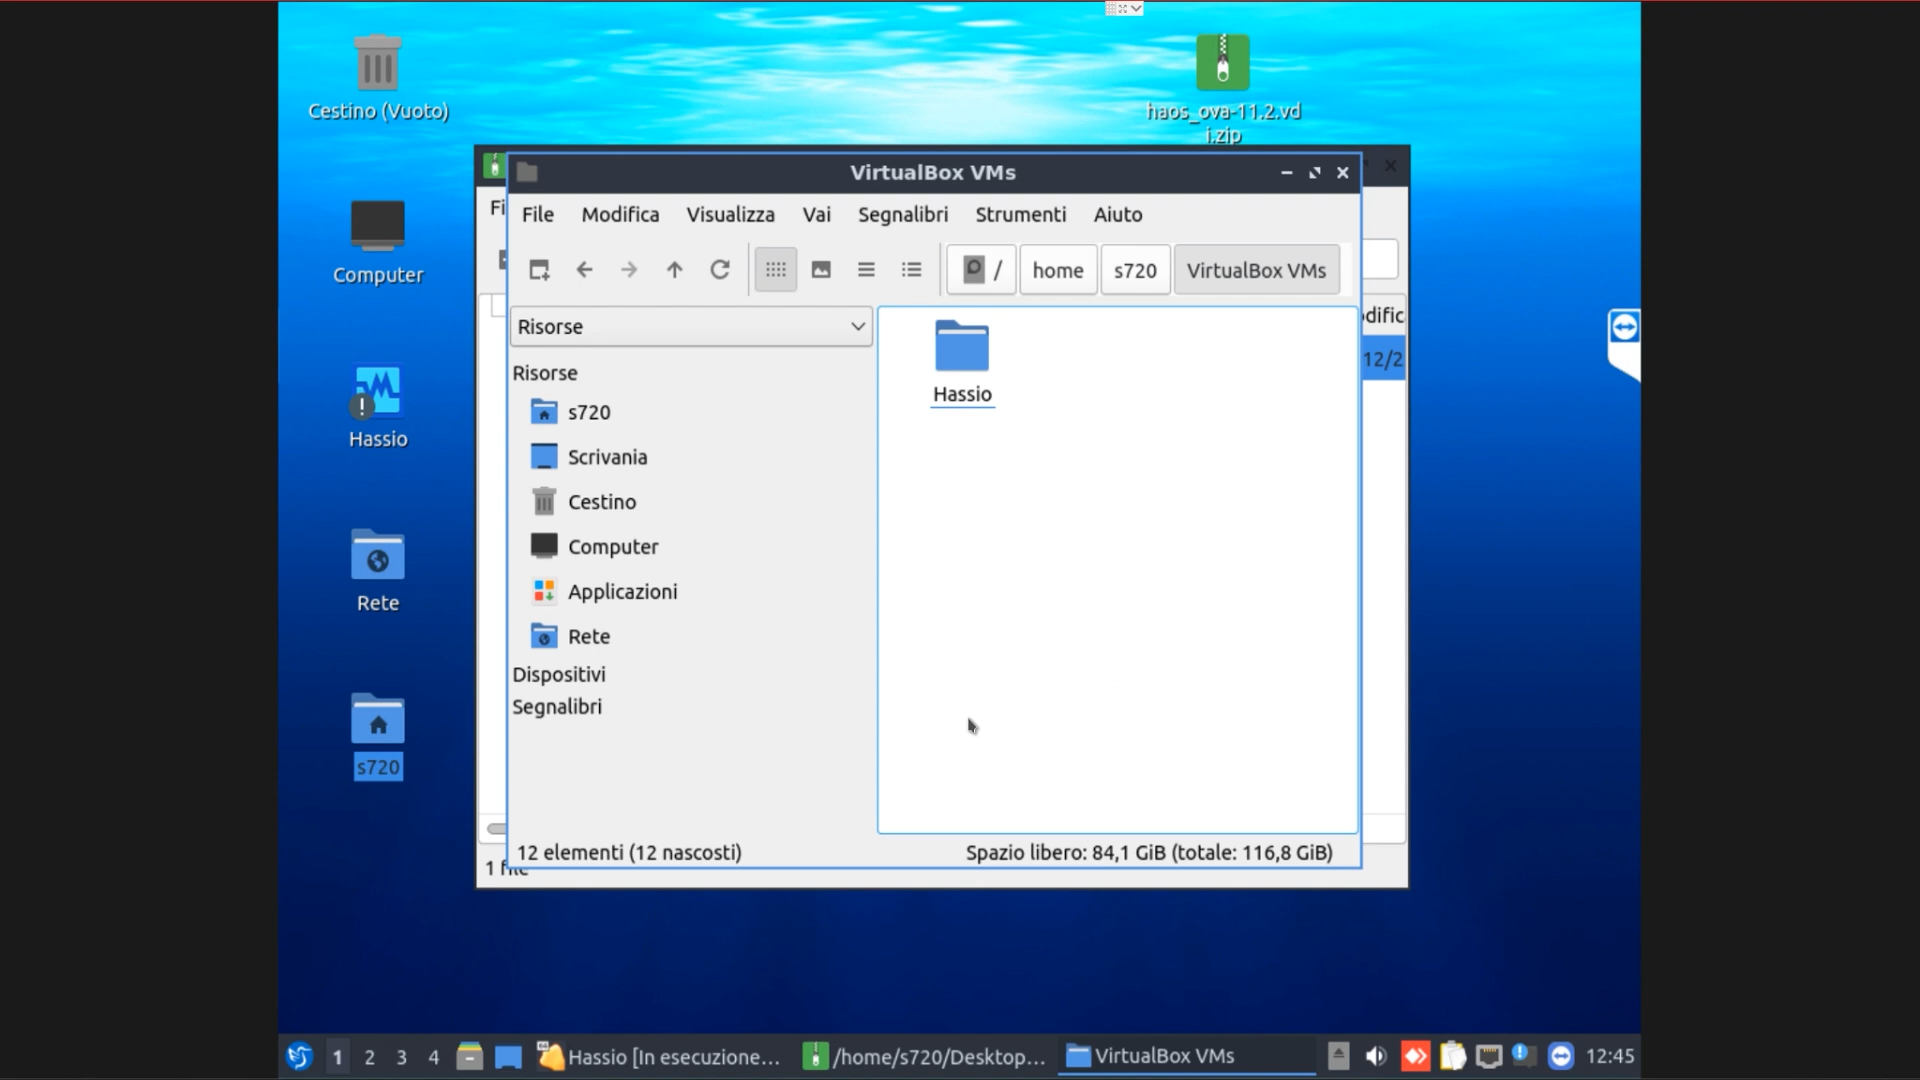 Cestino (Vuoto)
haos_ova-11.2.vd
i.zip
VirtualBox VMs
Computer
Fi
File Modifica Visualizza Vai Segnalibri Strumenti Aiuto
/ home s720 VirtualBox VMs
Risorse
Risorse
s720
Scrivania
Cestino
Computer
Applicazioni
Rete
Dispositivi
Segnalibri
Hassio
12/2
Hassio
Rete
s720
12 elementi (12 nascosti)
Spazio libero: 84,1 GiB (totale: 116,8 GiB)
1 2 3 4
Hassio [In esecuzione...
/home/s720/Desktop...
VirtualBox VMs
12:45